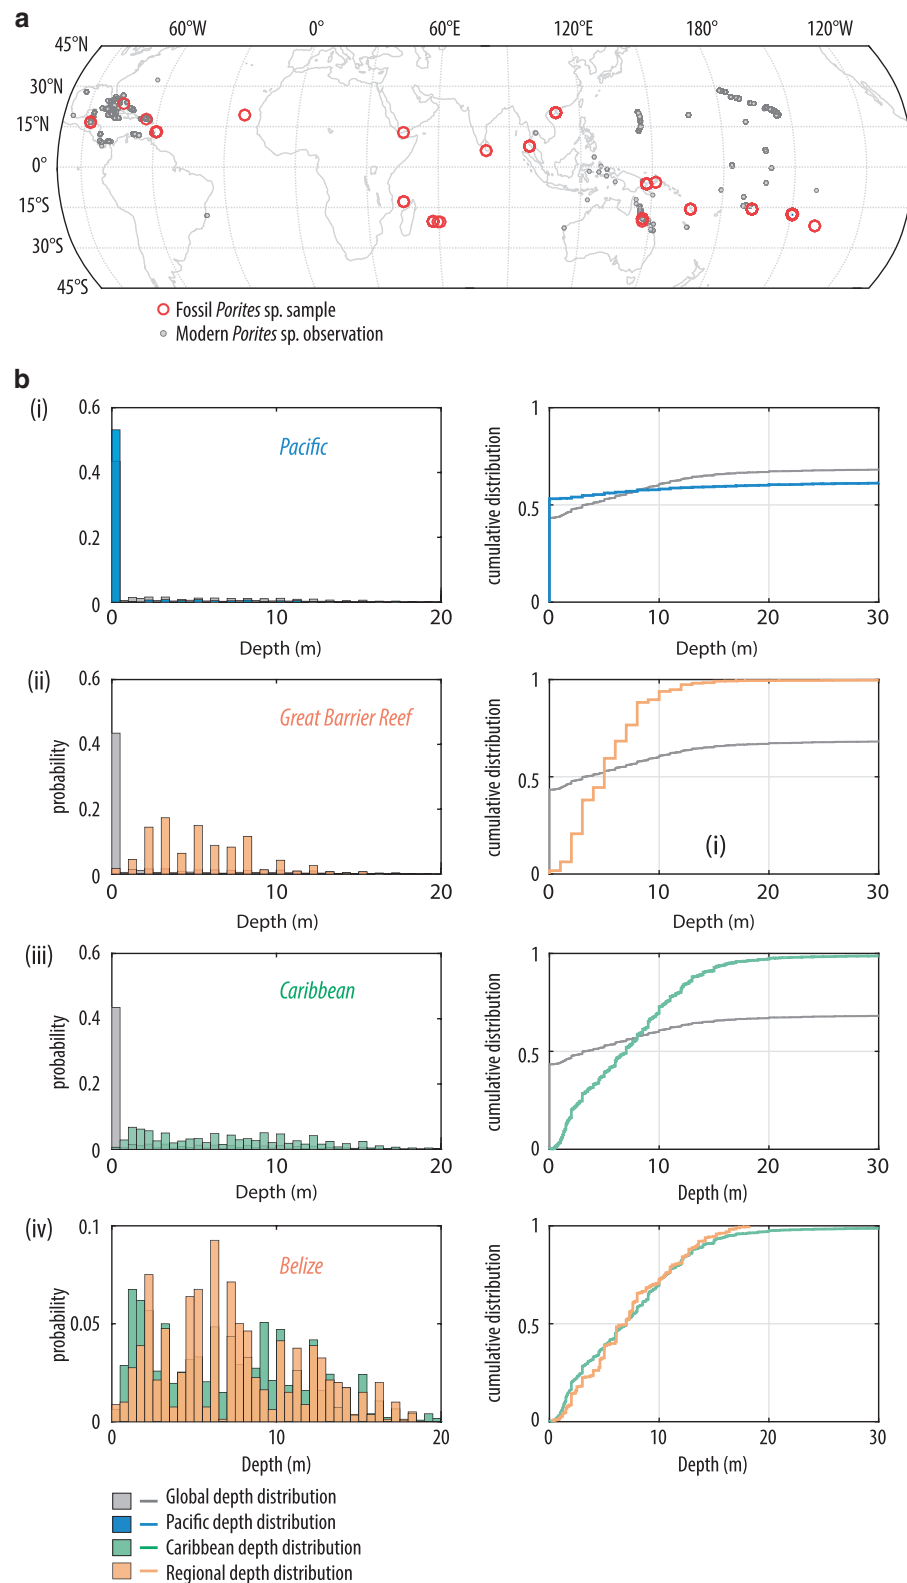 a
60°W 0° 60°E 120°E 180° 120°W
45°N
30°N
15°N
0°
15°S
30°S
45°S
Fossil Porites sp. sample
Modern Porites sp. observation
b
(i)
0.6
0.4
0.2
0
Pacific
0 10 20
Depth (m)
cumulative distribution
1
0.5
0
0 10 20 30
Depth (m)
(ii)
probability
0.6
0.4
0.2
0
Great Barrier Reef
0 10 20
Depth (m)
cumulative distribution
1
0.5
0
(i)
0 10 20 30
Depth (m)
(iii)
probability
0.6
0.4
0.2
0
Caribbean
0 10 20
Depth (m)
cumulative distribution
1
0.5
0
0 10 20 30
Depth (m)
(iv)
probability
0.1
0.05
0
Belize
0 10 20
Depth (m)
cumulative distribution
1
0.5
0
0 10 20 30
Depth (m)
Global depth distribution
Pacific depth distribution
Caribbean depth distribution
Regional depth distribution